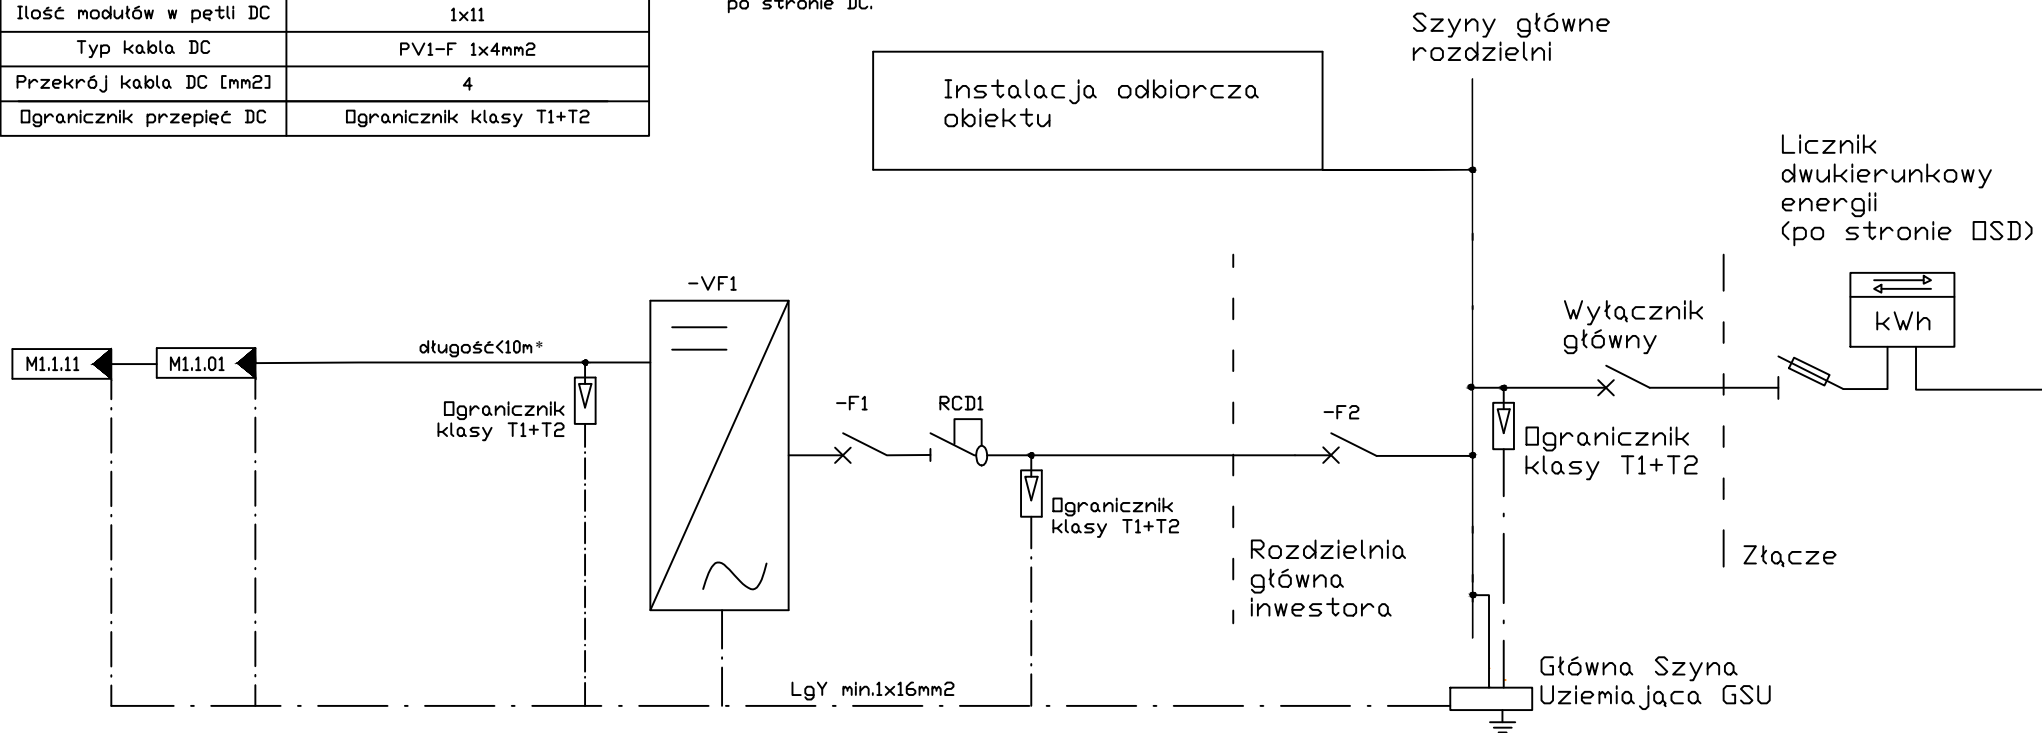 Ilość modułów w pętli DC 1x11
Typ kabla DC PV1-F 1x4mm2
Przekrój kabla DC [mm2] 4
Ogranicznik przepięć DC Ogranicznik klasy T1+T2
po stronie DC.
Szyny główne
rozdzielni
Instalacja odbiorcza
obiektu
Licznik
dwukierunkowy
energii
(po stronie OSD)
kWh
Wyłącznik
główny
-VF1
długość<10m*
M1.1.11
M1.1.01
Ogranicznik
klasy T1+T2
-F1
RCD1
-F2
Ogranicznik
klasy T1+T2
Ogranicznik
klasy T1+T2
Rozdzielnia
główna
inwestora
Złącze
LgY min.1x16mm2
Główna Szyna
Uziemiająca GSU